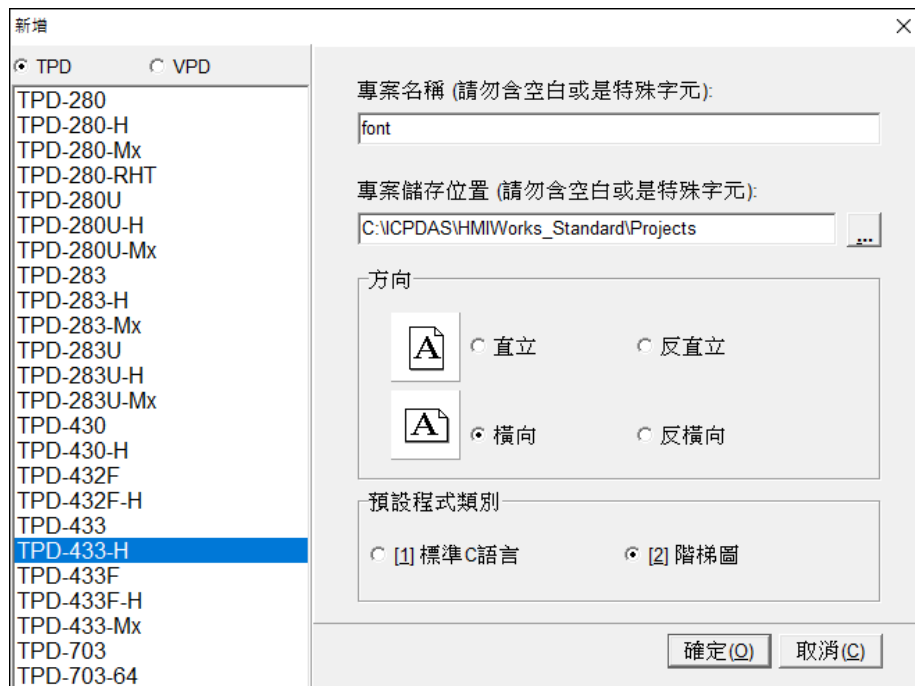 新增
TPD VPD
TPD-280
TPD-280-H
TPD-280-Mx
TPD-280-RHT
TPD-280U
TPD-280U-H
TPD-280U-Mx
TPD-283
TPD-283-H
TPD-283-Mx
TPD-283U
TPD-283U-H
TPD-283U-Mx
TPD-430
TPD-430-H
TPD-432F
TPD-432F-H
TPD-433
TPD-433-H
TPD-433F
TPD-433F-H
TPD-433-Mx
TPD-703
TPD-703-64
專案名稱 (請勿含空白或是特殊字元):
font
專案儲存位置 (請勿含空白或是特殊字元):
C:\ICPDAS\HMIWorks_Standard\Projects
...
方向
A 直立 反直立
A 橫向 反橫向
預設程式類別
[1] 標準C語言 [2] 階梯圖
確定(O) 取消(C)